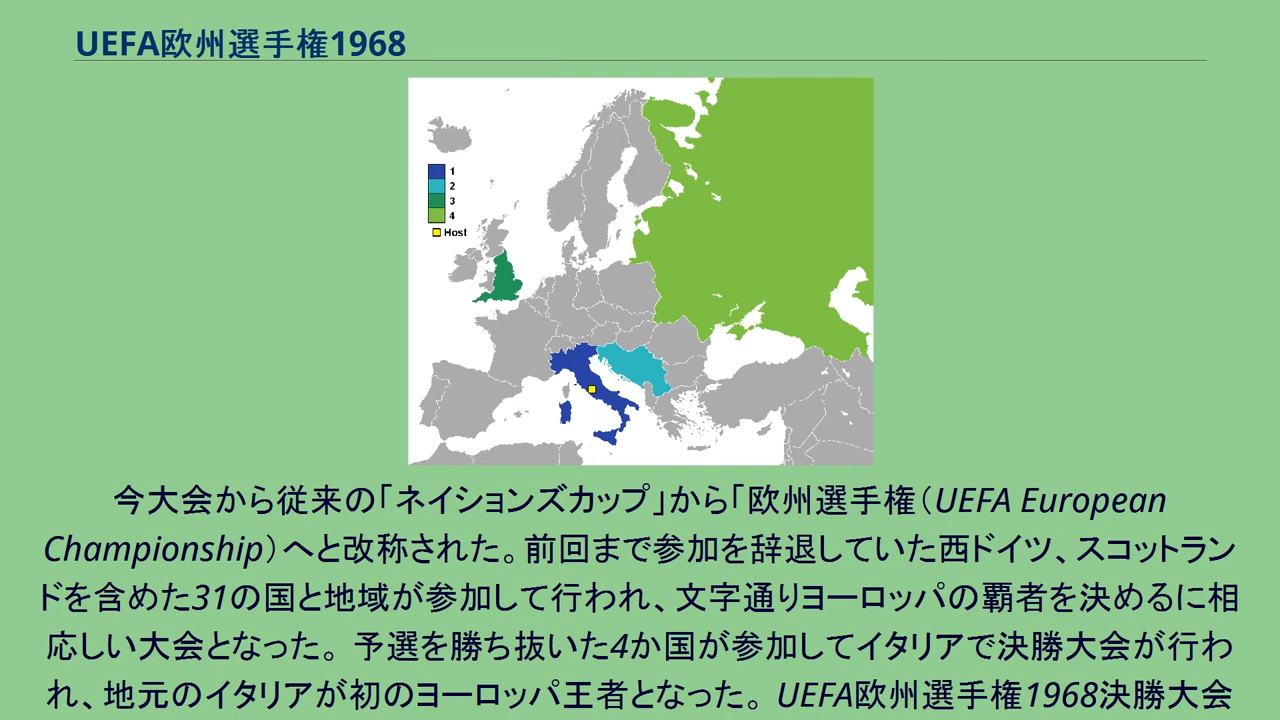 UEFA欧州選手権1968
1
2
3
4
Host
今大会から従来の「ネイションズカップ」から「欧州選手権（UEFA European
Championship）へと改称された。前回まで参加を辞退していた西ドイツ、スコットラン
ドを含めた31の国と地域が参加して行われ、文字通りヨーロッパの覇者を決めるに相
応しい大会となった。予選を勝ち抜いた4か国が参加してイタリアで決勝大会が行わ
れ、地元のイタリアが初のヨーロッパ王者となった。UEFA欧州選手権1968決勝大会